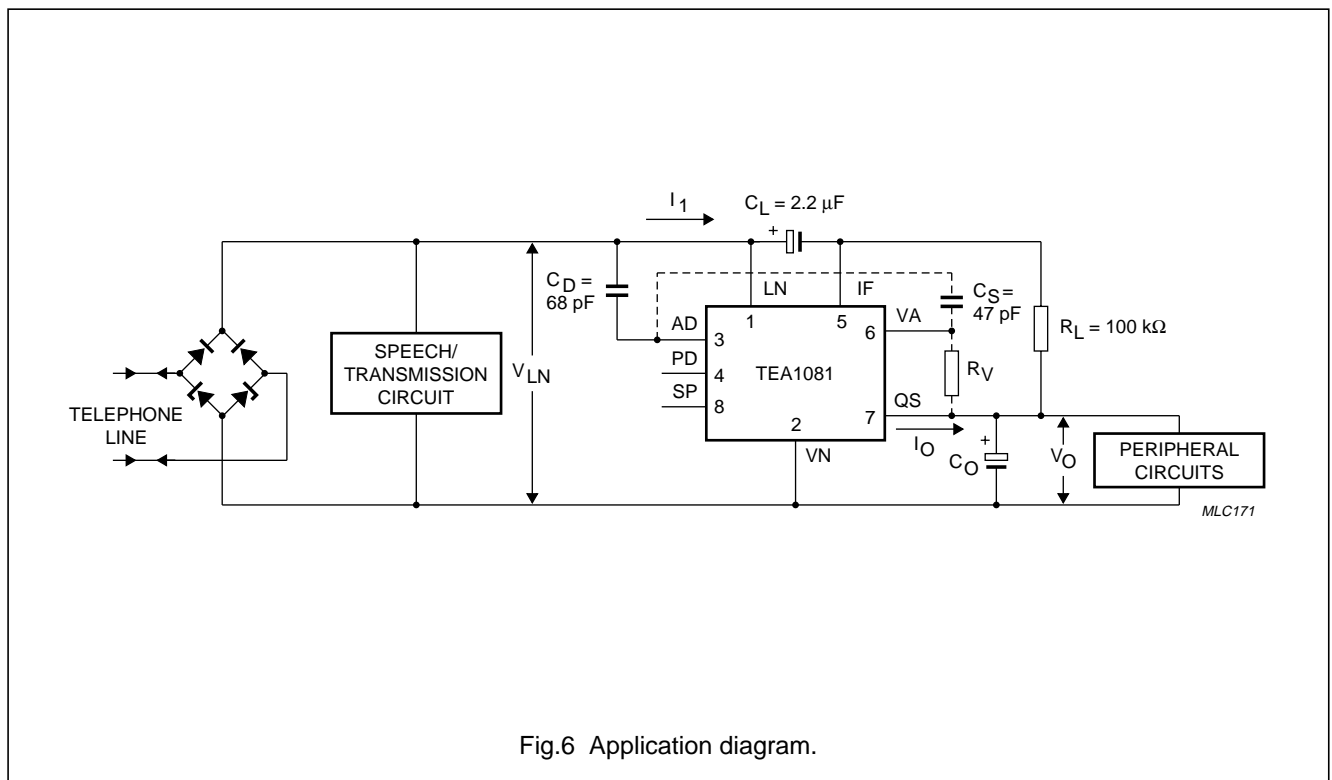 I1
CL = 2.2 μF
CD =
68 pF
LN
IF
CS =
47 pF
VA
AD
1
5
6
RL = 100 kΩ
3
PD
SPEECH/
TRANSMISSION
CIRCUIT
VLN
4
TEA1081
RV
SP
8
QS
TELEPHONE
LINE
2
7
VN
IO
CO
VO
PERIPHERAL
CIRCUITS
MLC171
Fig.6 Application diagram.